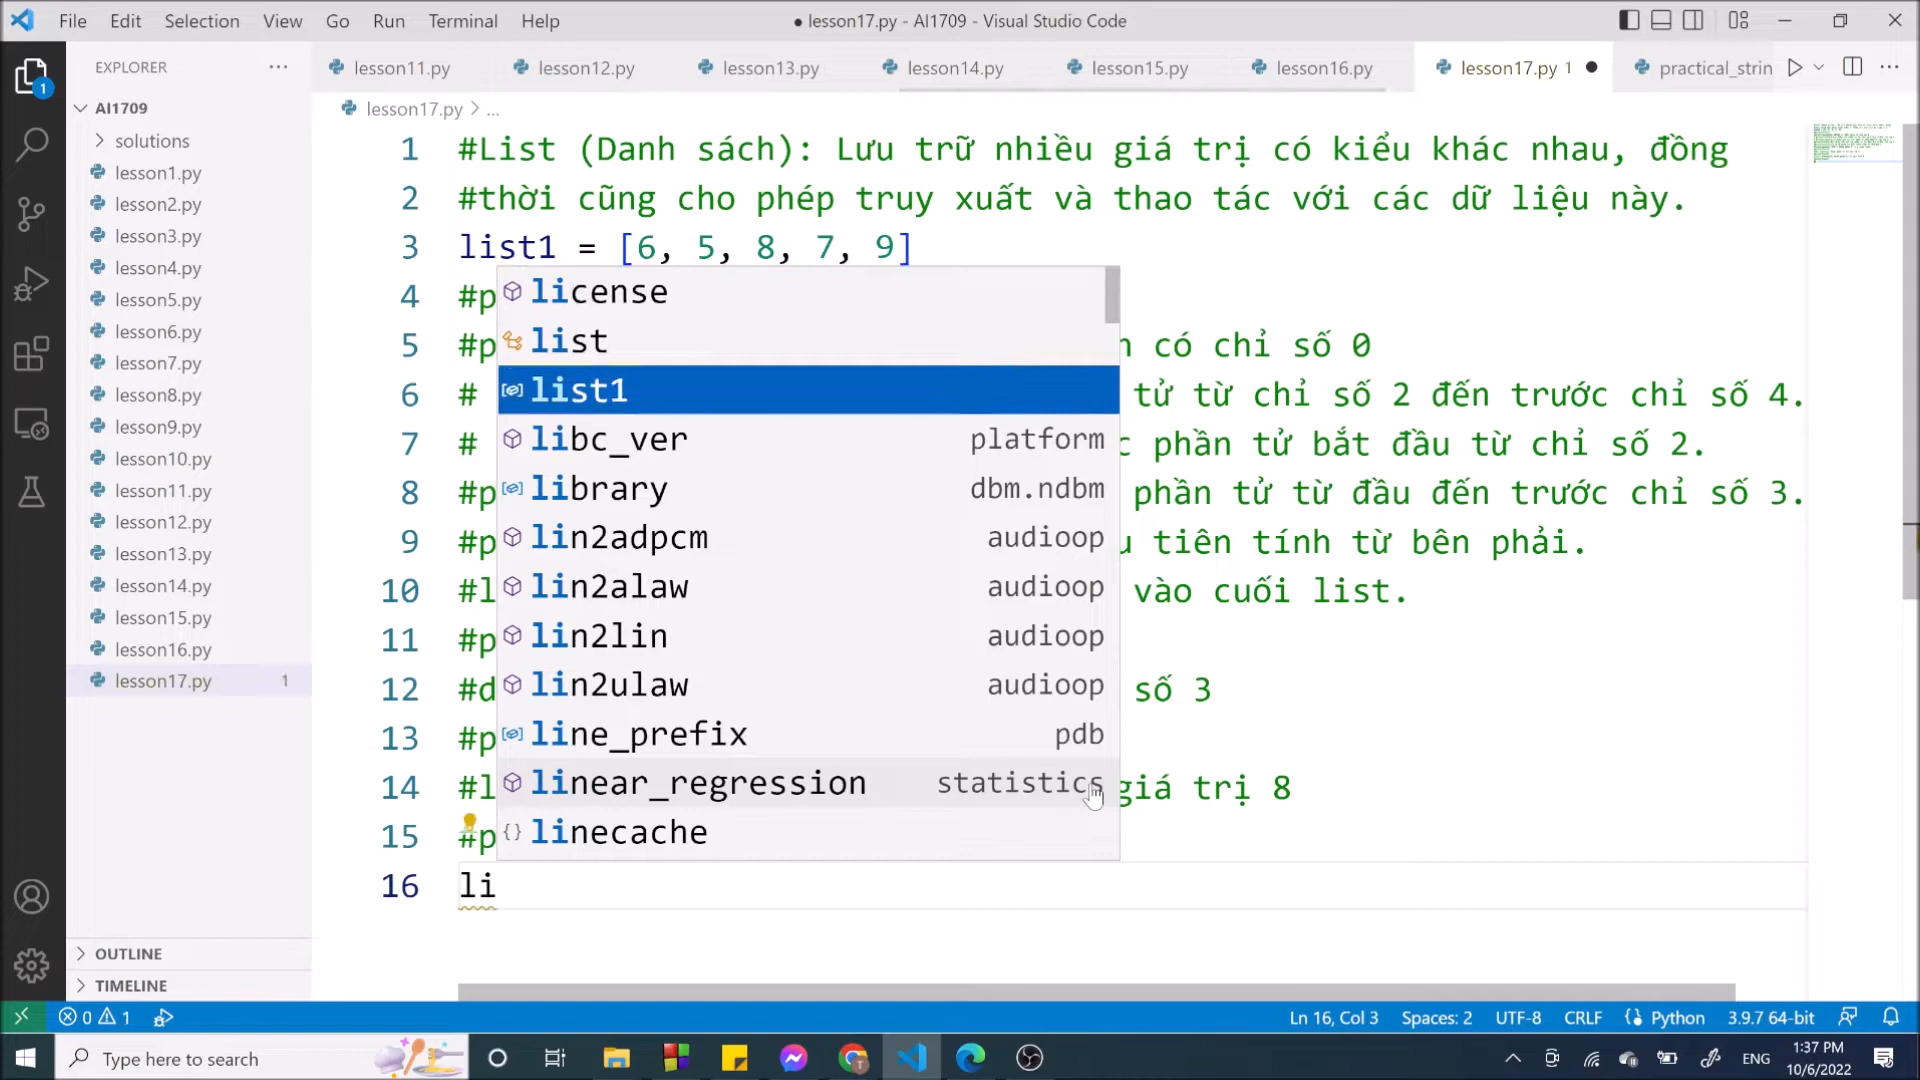 File Edit Selection View Go Run Terminal Help
● lesson17.py - AI1709 - Visual Studio Code
EXPLORER
lesson11.py lesson12.py lesson13.py lesson14.py lesson15.py lesson16.py lesson17.py 1 practical_strin
1
AI1709
lesson17.py > ...
solutions
lesson1.py
lesson2.py
lesson3.py
lesson4.py
lesson5.py
lesson6.py
lesson7.py
lesson8.py
lesson9.py
lesson10.py
lesson11.py
lesson12.py
lesson13.py
lesson14.py
lesson15.py
lesson16.py
lesson17.py 1
OUTLINE
TIMELINE
1 #List (Danh sách): Lưu trữ nhiều giá trị có kiểu khác nhau, đồng
2 #thời cũng cho phép truy xuất và thao tác với các dữ liệu này.
3 list1 = [6, 5, 8, 7, 9]
4 #p
5 #p có chỉ số 0
6 # tử từ chỉ số 2 đến trước chỉ số 4.
7 # phần tử bắt đầu từ chỉ số 2.
8 #p phần tử từ đầu đến trước chỉ số 3.
9 #p tiên tính từ bên phải.
10 #l vào cuối list.
11 #p
12 #d số 3
13 #p
14 #l giá trị 8
15 #p
16 li
license
list
list1
libc_ver platform
library dbm.ndbm
lin2adpcm audioop
lin2alaw audioop
lin2lin audioop
lin2ulaw audioop
line_prefix pdb
linear_regression statistics
linecache
0 1
Ln 16, Col 3 Spaces: 2 UTF-8 CRLF Python 3.9.7 64-bit
Type here to search
ENG
1:37 PM
10/6/2022